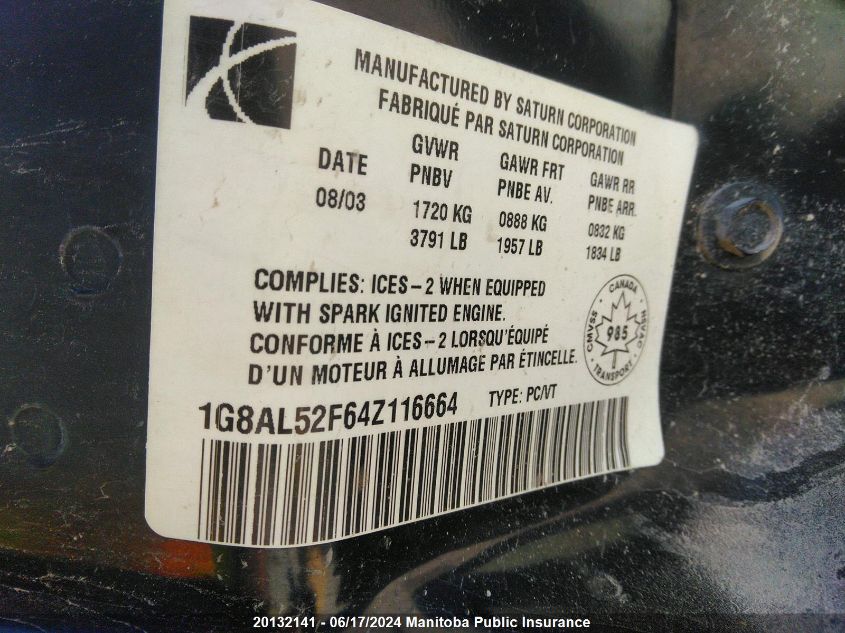 MANUFACTURED BY SATURN CORPORATION
FABRIQUÉ PAR SATURN CORPORATION
DATE GVWR GAWR FRT GAWR RR
PNBV PNBE AV. PNBE ARR.
08/03 1720 KG 0888 KG 0832 KG
3791 LB 1957 LB 1834 LB
COMPLIES: ICES-2 WHEN EQUIPPED
WITH SPARK IGNITED ENGINE.
CONFORME À ICES-2 LORSQU'ÉQUIPÉ
D'UN MOTEUR À ALLUMAGE PAR ÉTINCELLE.
CANADA
CMVSS 985 NSVAC
TRANSPORT
1G8AL52F64Z116664 TYPE: PC/VT
20132141 - 06/17/2024 Manitoba Public Insurance